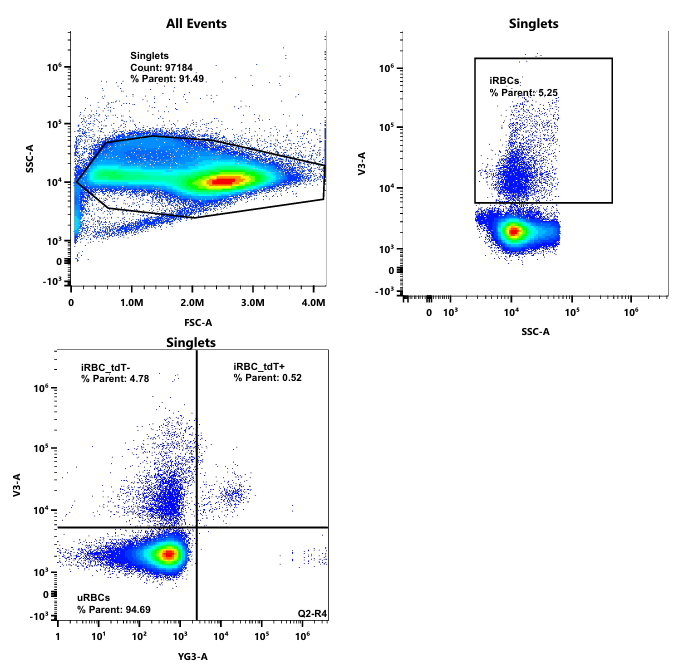 All Events
Singlets
Count: 97184
% Parent: 91.49
SSC-A
10⁶
10⁵
10⁴
10³
0
-10³
0
1.0M
2.0M
3.0M
4.0M
FSC-A
Singlets
iRBCs
% Parent: 5,25
V3-A
10⁶
10⁵
10⁴
10³
0
-10³
0
10³
10⁴
10⁵
10⁶
SSC-A
Singlets
iRBC_tdT-
% Parent: 4.78
iRBC_tdT+
% Parent: 0.52
V3-A
10⁶
10⁵
10⁴
10³
0
-10³
uRBCs
% Parent: 94.69
Q2-R4
1
10¹
10²
10³
10⁴
10⁵
10⁶
YG3-A